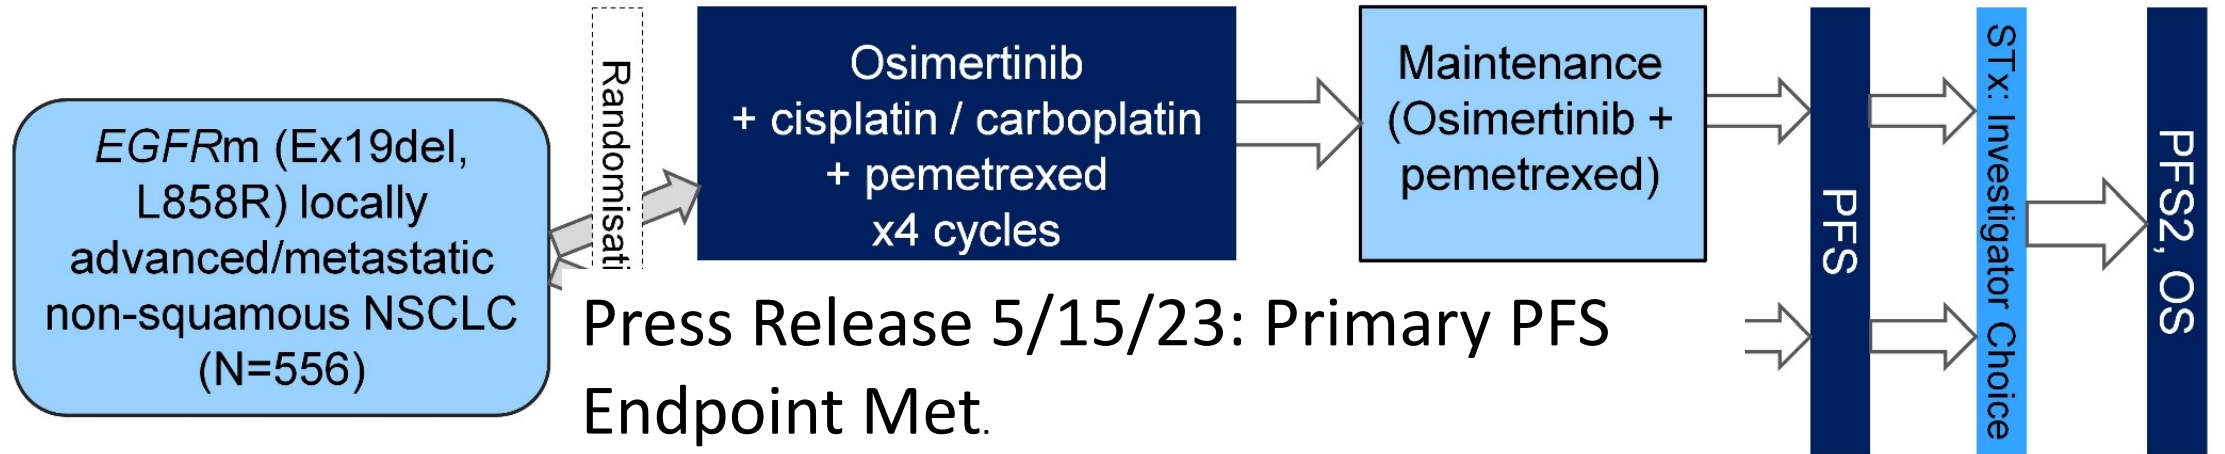 EGFRm (Ex19del,
L858R) locally
advanced/metastatic
non-squamous NSCLC
(N=556)
Osimertinib
+ cisplatin / carboplatin
+ pemetrexed
x4 cycles
Maintenance
(Osimertinib +
pemetrexed)
PFS
STx: Investigator Choice
PFS2, OS
Press Release 5/15/23: Primary PFS
Endpoint Met.